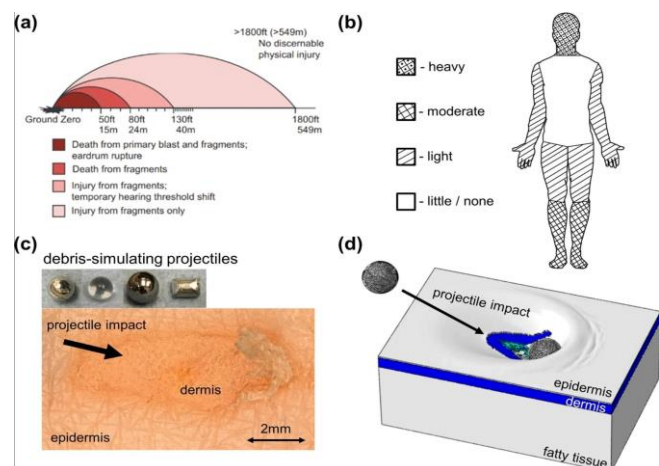 (a)
>1800ft (>549m)
No discernable
physical injury
Ground Zero
50ft
15m
80ft
24m
130ft
40m
1800ft
549m
Death from primary blast and fragments;
eardrum rupture
Death from fragments
Injury from fragments;
temporary hearing threshold shift
Injury from fragments only
(b)
- heavy
- moderate
- light
- little / none
(c)
debris-simulating projectiles
projectile impact
dermis
epidermis
2mm
(d)
projectile impact
epidermis
dermis
fatty tissue